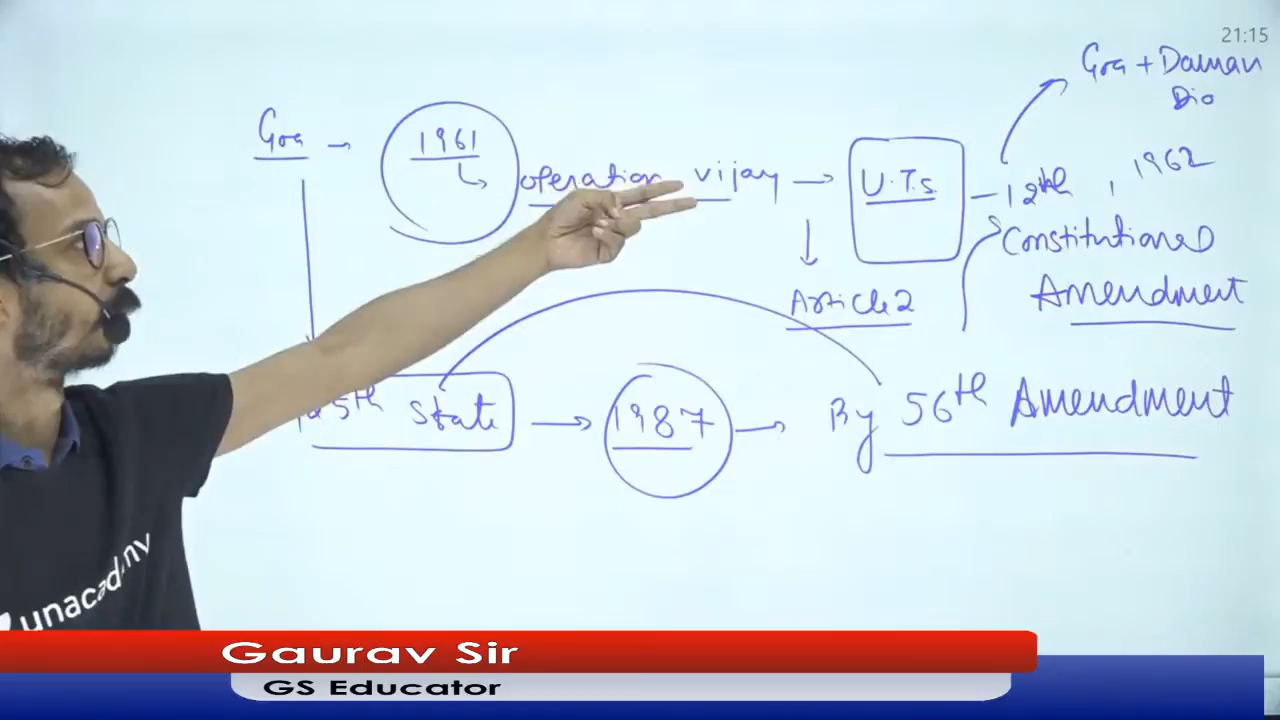 21:15
Goa + Daman
Dio
Goa - 1961
operation vijay → U.T.s. - 12th, 1962
Constitutional
Amendment
Article 2
25th State → 1987 → By 56th Amendment
unacademy
Gaurav Sir
GS Educator